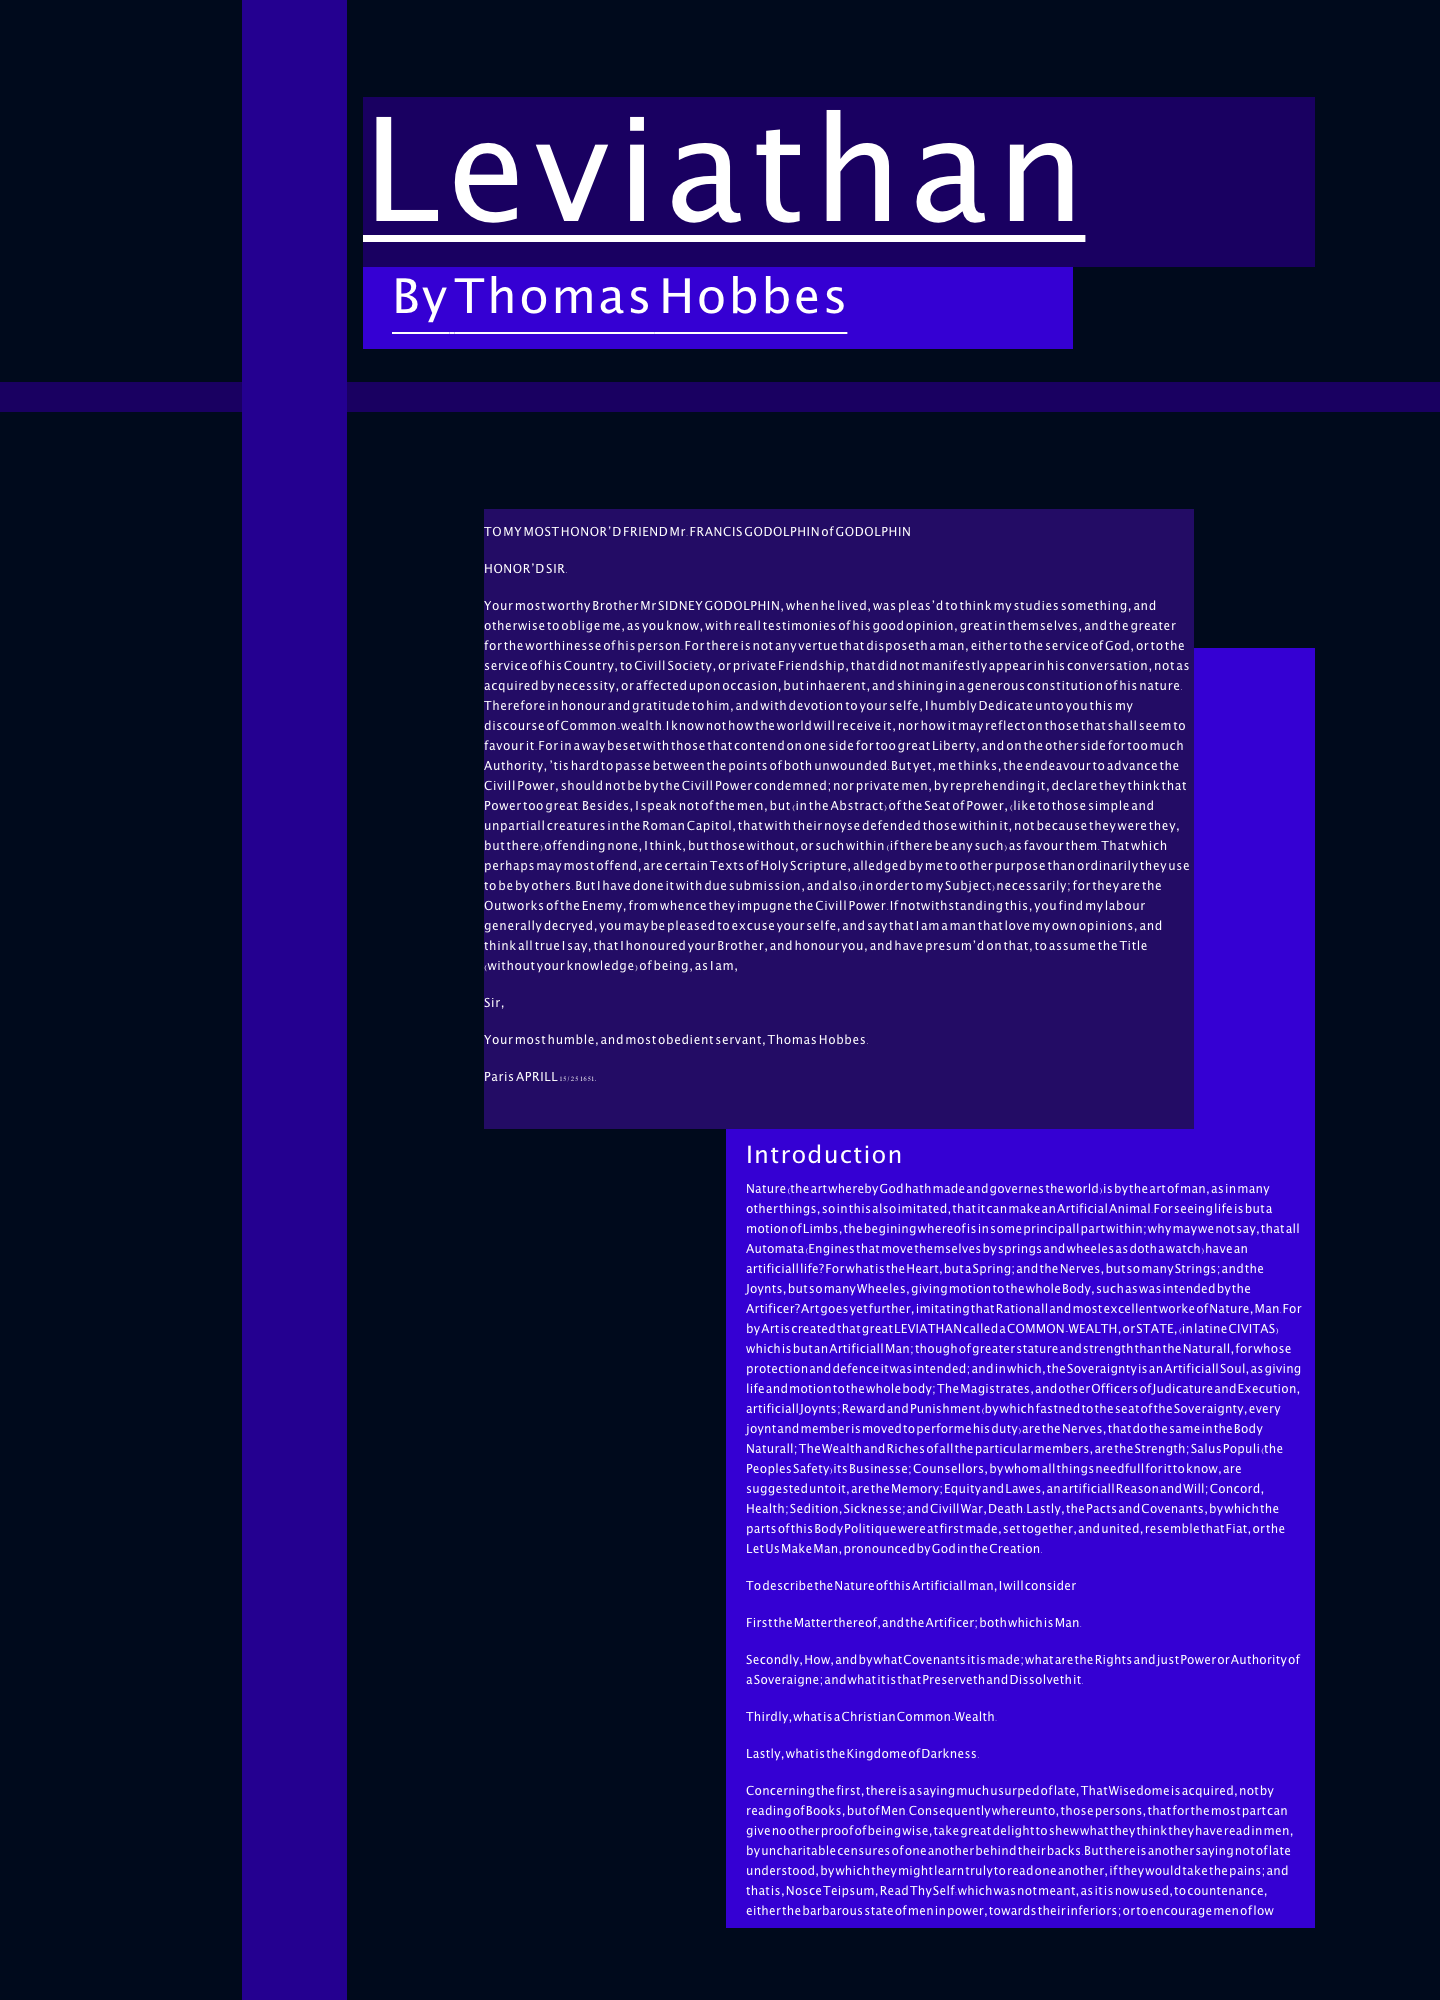 Leviathan
By Thomas Hobbes
TO MY MOST HONOR'D FRIEND Mr. FRANCIS GODOLPHIN of GODOLPHIN
HONOR'D SIR.
Your most worthy Brother Mr SIDNEY GODOLPHIN, when he lived, was pleas'd to think my studies something, and
otherwise to oblige me, as you know, with reall testimonies of his good opinion, great in themselves, and the greater
for the worthinesse of his person. For there is not any vertue that disposeth a man, either to the service of God, or to the
service of his Country, to Civill Society, or private Friendship, that did not manifestly appear in his conversation, not as
acquired by necessity, or affected upon occasion, but inhaerent, and shining in a generous constitution of his nature.
Therefore in honour and gratitude to him, and with devotion to your selfe, I humbly Dedicate unto you this my
discourse of Common-wealth. I know not how the world will receive it, nor how it may reflect on those that shall seem to
favour it. For in a way beset with those that contend on one side for too great Liberty, and on the other side for too much
Authority, 'tis hard to passe between the points of both unwounded. But yet, me thinks, the endeavour to advance the
Civill Power, should not be by the Civill Power condemned; nor private men, by reprehending it, declare they think that
Power too great. Besides, I speak not of the men, but (in the Abstract) of the Seat of Power, (like to those simple and
unpartiall creatures in the Roman Capitol, that with their noyse defended those within it, not because they were they,
but there) offending none, I think, but those without, or such within (if there be any such) as favour them. That which
perhaps may most offend, are certain Texts of Holy Scripture, alledged by me to other purpose than ordinarily they use
to be by others. But I have done it with due submission, and also (in order to my Subject) necessarily; for they are the
Outworks of the Enemy, from whence they impugne the Civill Power. If notwithstanding this, you find my labour
generally decryed, you may be pleased to excuse your selfe, and say that I am a man that love my own opinions, and
think all true I say, that I honoured your Brother, and honour you, and have presum'd on that, to assume the Title
(without your knowledge) of being, as I am,
Sir,
Your most humble, and most obedient servant, Thomas Hobbes.
Paris APRILL 15/25 1651.
Introduction
Nature (the art whereby God hath made and governes the world) is by the art of man, as in many
other things, so in this also imitated, that it can make an Artificial Animal. For seeing life is but a
motion of Limbs, the begining whereof is in some principall part within; why may we not say, that all
Automata (Engines that move themselves by springs and wheeles as doth a watch) have an
artificiall life? For what is the Heart, but a Spring; and the Nerves, but so many Strings; and the
Joynts, but so many Wheeles, giving motion to the whole Body, such as was intended by the
Artificer? Art goes yet further, imitating that Rationall and most excellent worke of Nature, Man. For
by Art is created that great LEVIATHAN called a COMMON-WEALTH, or STATE, (in latine CIVITAS)
which is but an Artificiall Man; though of greater stature and strength than the Naturall, for whose
protection and defence it was intended; and in which, the Soveraignty is an Artificiall Soul, as giving
life and motion to the whole body; The Magistrates, and other Officers of Judicature and Execution,
artificiall Joynts; Reward and Punishment (by which fastned to the seat of the Soveraignty, every
joynt and member is moved to performe his duty) are the Nerves, that do the same in the Body
Naturall; The Wealth and Riches of all the particular members, are the Strength; Salus Populi (the
Peoples Safety) its Businesse; Counsellors, by whom all things needfull for it to know, are
suggested unto it, are the Memory; Equity and Lawes, an artificiall Reason and Will; Concord,
Health; Sedition, Sicknesse; and Civill War, Death. Lastly, the Pacts and Covenants, by which the
parts of this Body Politique were at first made, set together, and united, resemble that Fiat, or the
Let Us Make Man, pronounced by God in the Creation.
To describe the Nature of this Artificiall man, I will consider
First the Matter thereof, and the Artificer; both which is Man.
Secondly, How, and by what Covenants it is made; what are the Rights and just Power or Authority of
a Soveraigne; and what it is that Preserveth and Dissolveth it.
Thirdly, what is a Christian Common-Wealth.
Lastly, what is the Kingdome of Darkness.
Concerning the first, there is a saying much usurped of late, That Wisedome is acquired, not by
reading of Books, but of Men. Consequently whereunto, those persons, that for the most part can
give no other proof of being wise, take great delight to shew what they think they have read in men,
by uncharitable censures of one another behind their backs. But there is another saying not of late
understood, by which they might learn truly to read one another, if they would take the pains; and
that is, Nosce Teipsum, Read Thy Self: which was not meant, as it is now used, to countenance,
either the barbarous state of men in power, towards their inferiors; or to encourage men of low